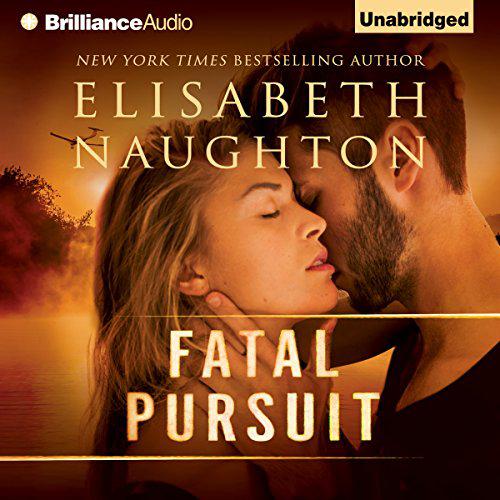 BrillianceAudio
Unabridged
NEW YORK TIMES BESTSELLING AUTHOR
ELISABETH
NAUGHTON
FATAL
PURSUIT